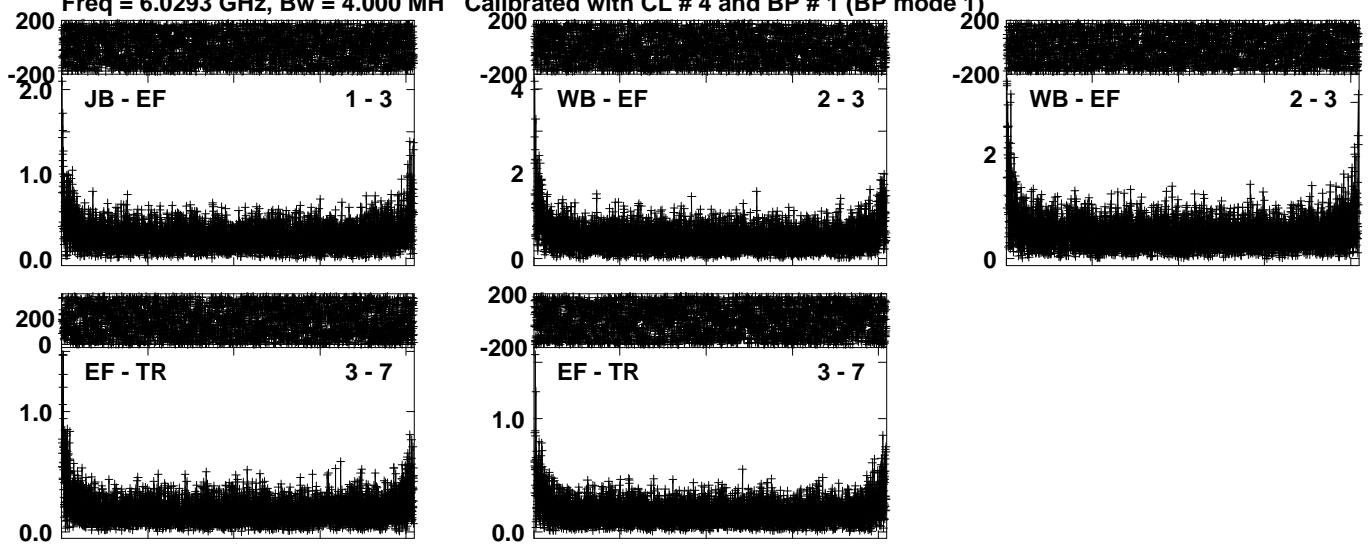 Freq = 6.0293 GHz, Bw = 4.000 MH Calibrated with CL # 4 and BP # 1 (BP mode 1)
200 200 200
-200 -200 -200
2.0 JB - EF 1 - 3 4 WB - EF 2 - 3 WB - EF 2 - 3
1.0 2 2
0.0 0 0
200 200
0 -200
EF - TR 3 - 7 EF - TR 3 - 7
1.0 1.0
0.0 0.0